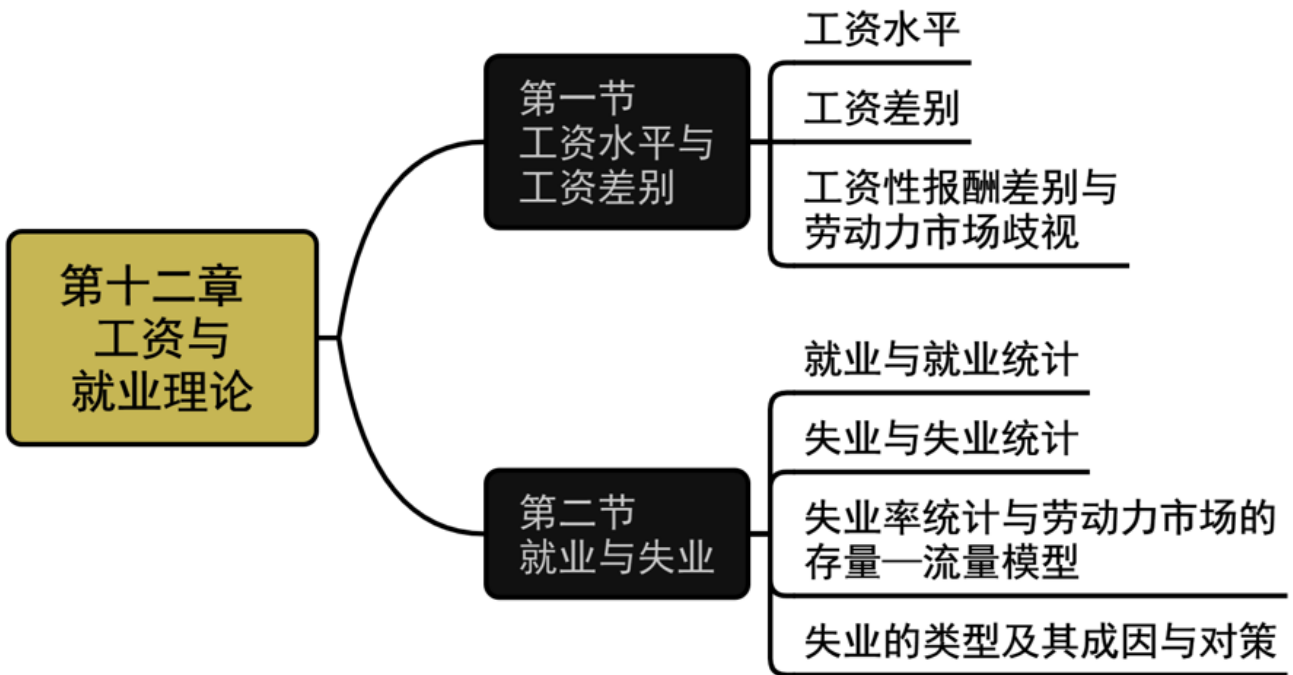 第十二章
工资与
就业理论
第一节
工资水平与
工资差别
工资水平
工资差别
工资性报酬差别与
劳动力市场歧视
第二节
就业与失业
就业与就业统计
失业与失业统计
失业率统计与劳动力市场的
存量—流量模型
失业的类型及其成因与对策